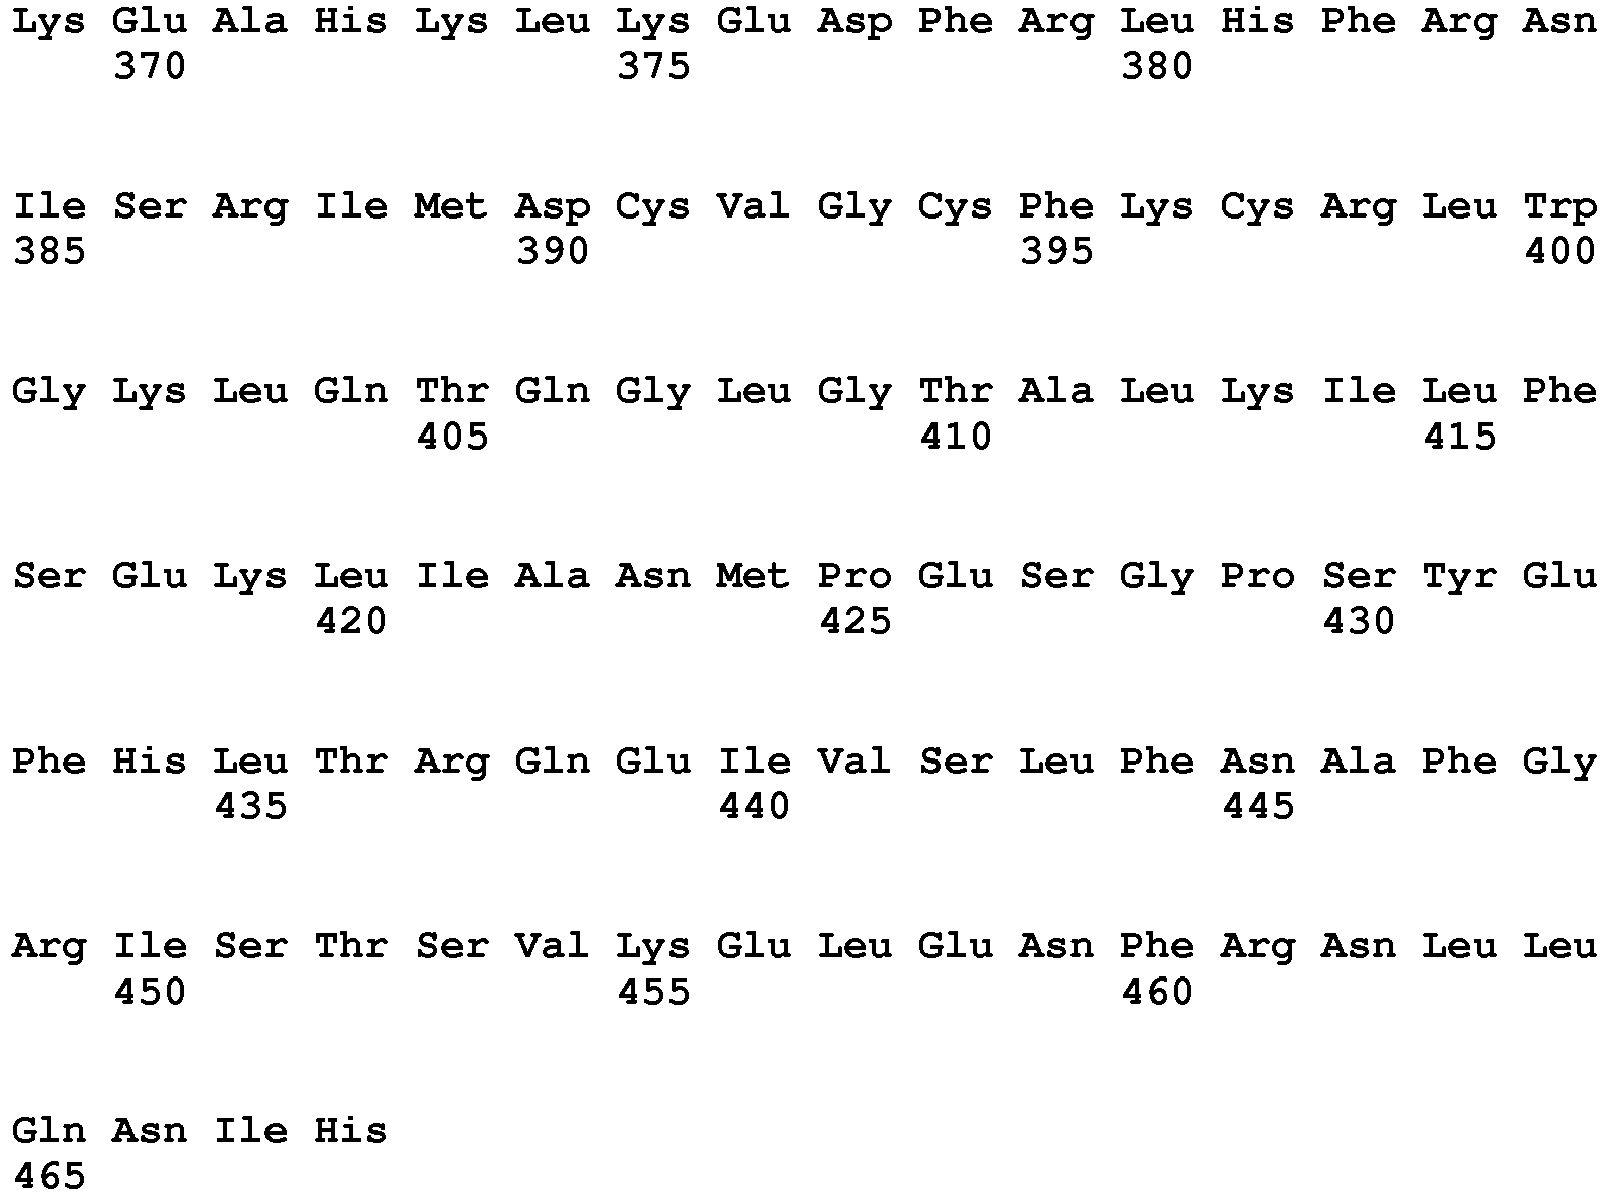 Lys Glu Ala His Lys Leu Lys Glu Asp Phe Arg Leu His Phe Arg Asn
370 375 380
Ile Ser Arg Ile Met Asp Cys Val Gly Cys Phe Lys Cys Arg Leu Trp
385 390 395 400
Gly Lys Leu Gln Thr Gln Gly Leu Gly Thr Ala Leu Lys Ile Leu Phe
405 410 415
Ser Glu Lys Leu Ile Ala Asn Met Pro Glu Ser Gly Pro Ser Tyr Glu
420 425 430
Phe His Leu Thr Arg Gln Glu Ile Val Ser Leu Phe Asn Ala Phe Gly
435 440 445
Arg Ile Ser Thr Ser Val Lys Glu Leu Glu Asn Phe Arg Asn Leu Leu
450 455 460
Gln Asn Ile His
465